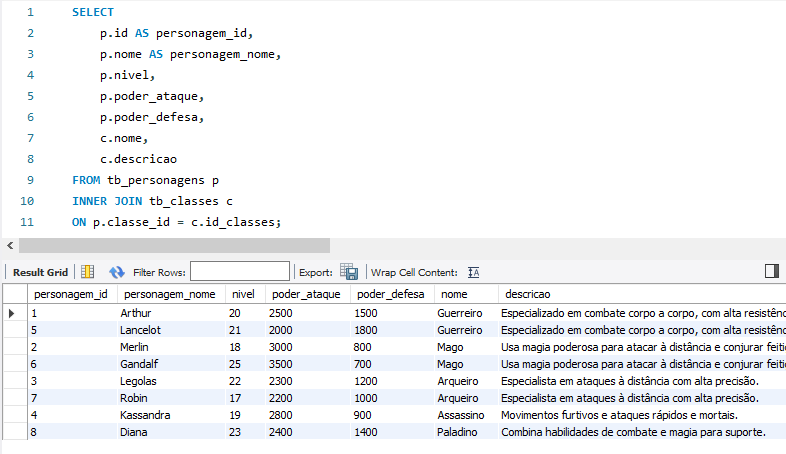 1 SELECT
2 p.id AS personagem_id,
3 p.nome AS personagem_nome,
4 p.nivel,
5 p.poder_ataque,
6 p.poder_defesa,
7 c.nome,
8 c.descricao
9 FROM tb_personagens p
10 INNER JOIN tb_classes c
11 ON p.classe_id = c.id_classes;
Result Grid Filter Rows: Export: Wrap Cell Content: IA
personagem_id personagem_nome nivel poder_ataque poder_defesa nome descricao
1 Arthur 20 2500 1500 Guerreiro Especializado em combate corpo a corpo, com alta resistênc
5 Lancelot 21 2000 1800 Guerreiro Especializado em combate corpo a corpo, com alta resistênc
2 Merlin 18 3000 800 Mago Usa magia poderosa para atacar à distância e conjurar feitiç
6 Gandalf 25 3500 700 Mago Usa magia poderosa para atacar à distância e conjurar feitiç
3 Legolas 22 2300 1200 Arqueiro Especialista em ataques à distância com alta precisão.
7 Robin 17 2200 1000 Arqueiro Especialista em ataques à distância com alta precisão.
4 Kassandra 19 2800 900 Assassino Movimentos furtivos e ataques rápidos e mortais.
8 Diana 23 2400 1400 Paladino Combina habilidades de combate e magia para suporte.